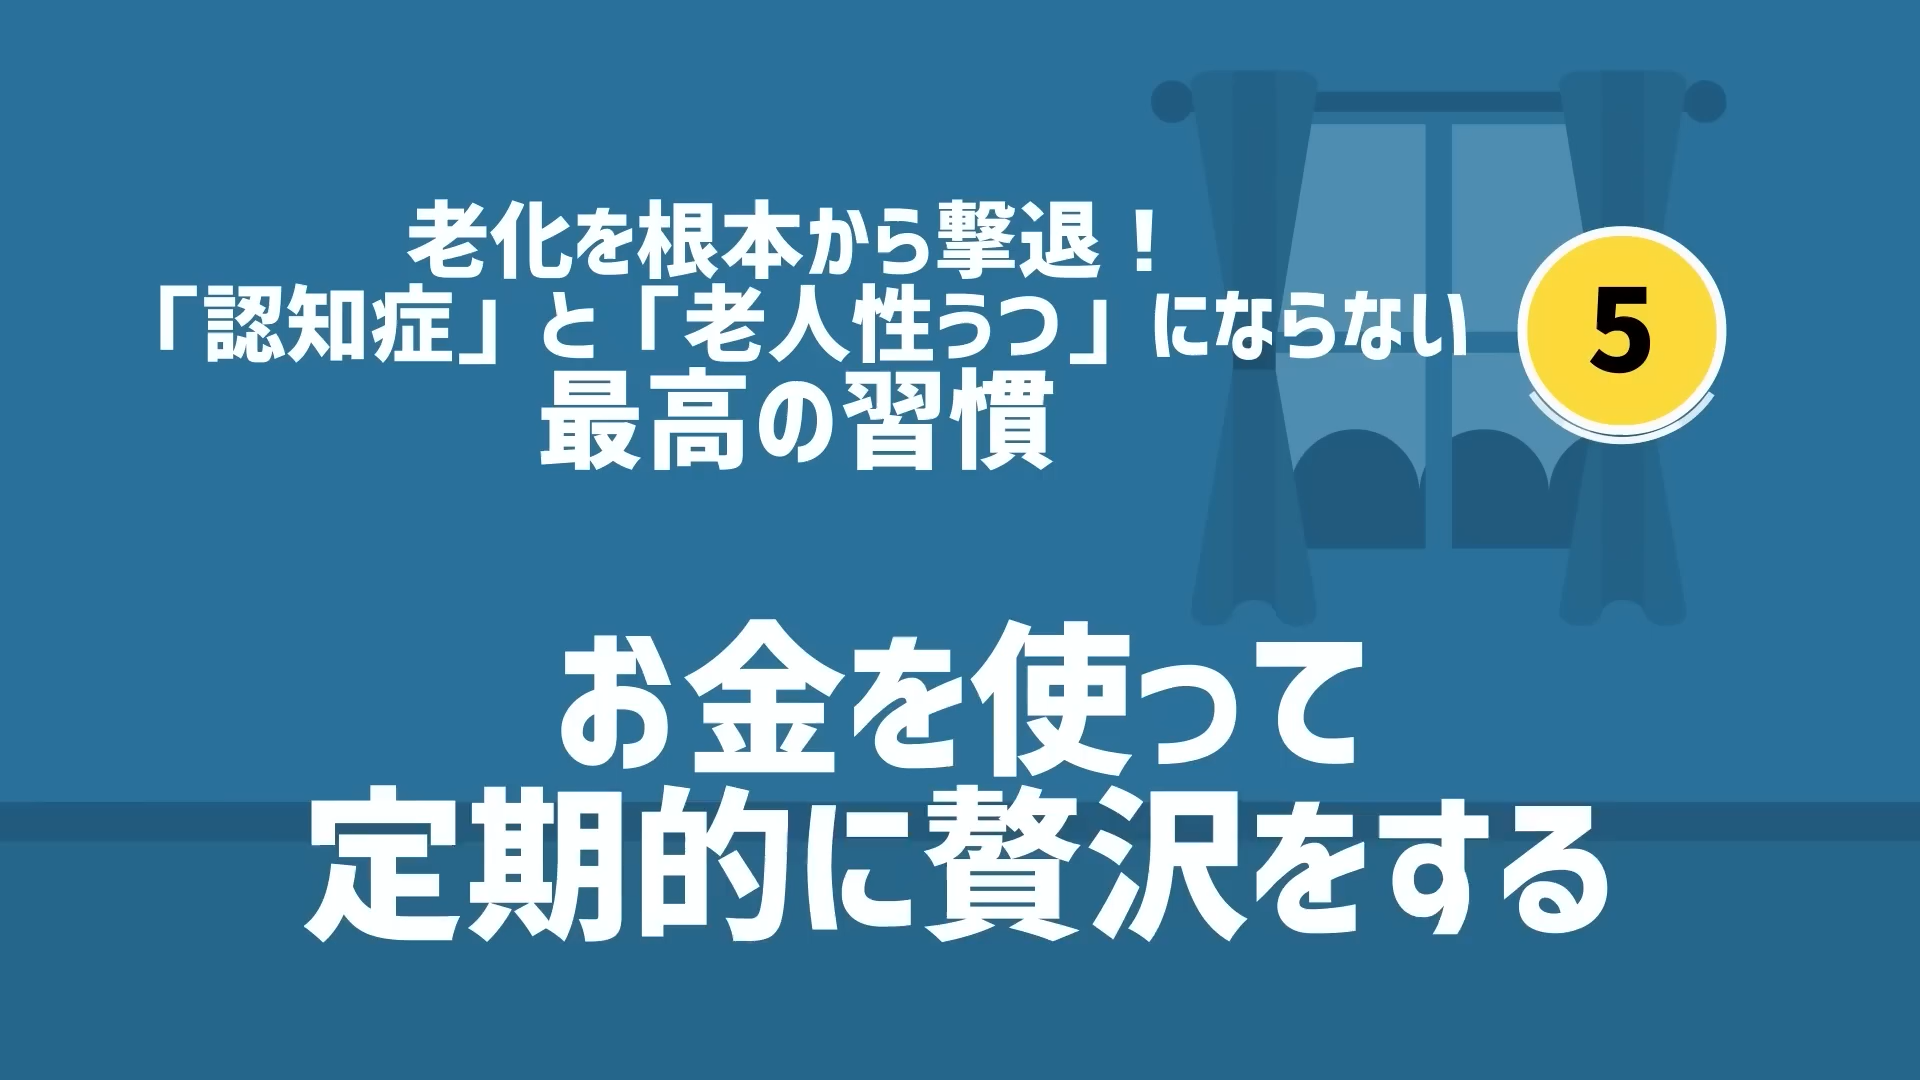 老化を根本から撃退！
「認知症」と「老人性うつ」にならない
最高の習慣
5
お金を使って
定期的に贅沢をする